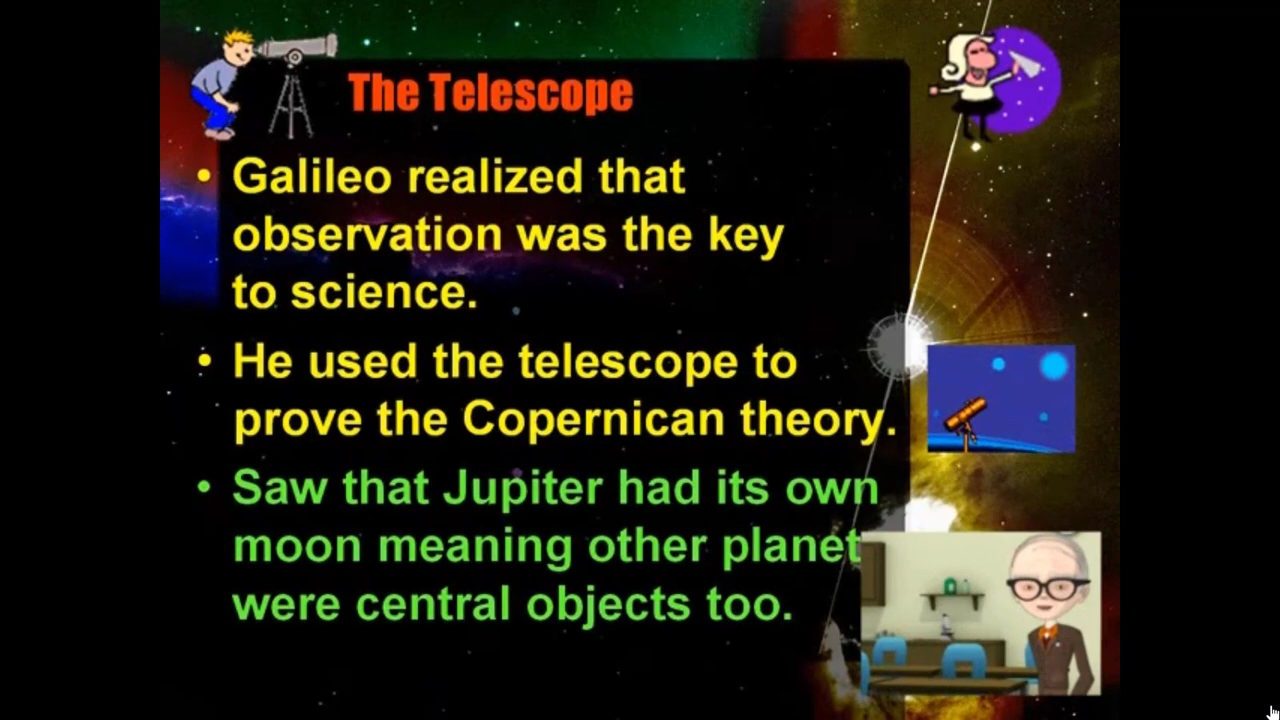 The Telescope
• Galileo realized that
observation was the key
to science.
• He used the telescope to
prove the Copernican theory.
• Saw that Jupiter had its own
moon meaning other planet
were central objects too.